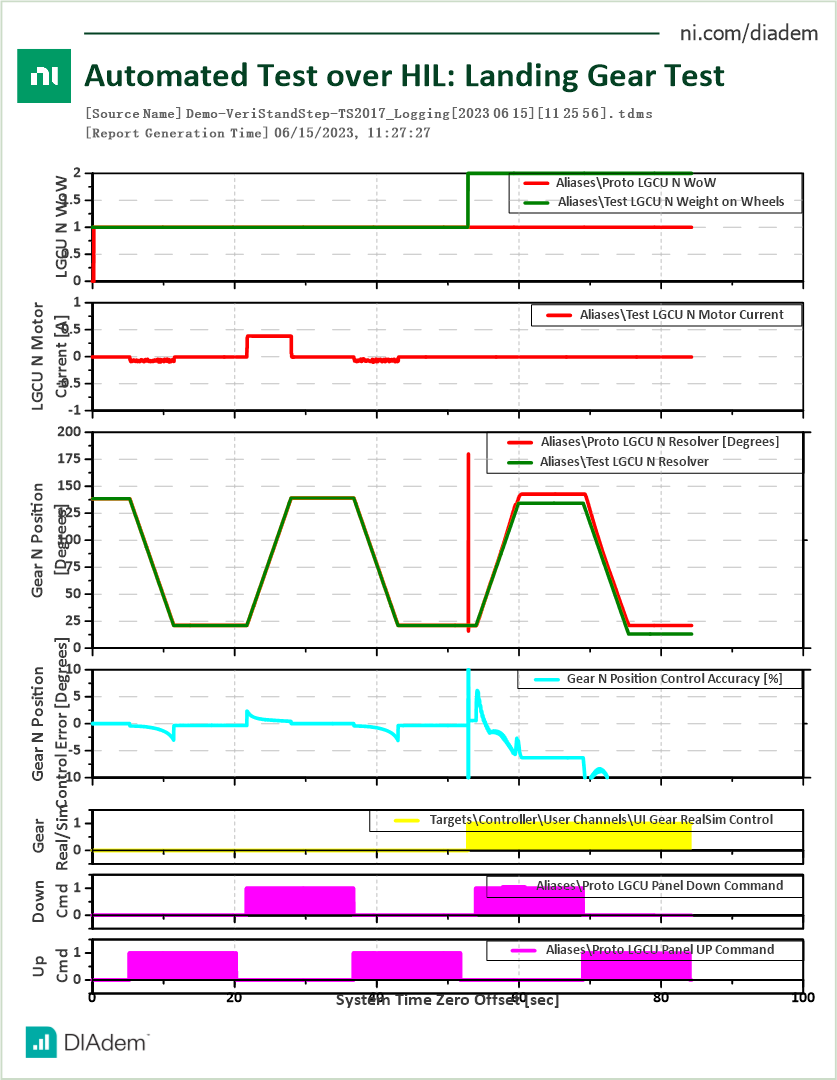 ni.com/diadem
ni
Automated Test over HIL: Landing Gear Test
[Source Name] Demo-VeriStandStep-TS2017_Logging[2023 06 15][11 25 56].tdms
[Report Generation Time] 06/15/2023, 11:27:27
LGCU N WoW
2
1.5
1
0.5
0
Aliases\Proto LGCU N WoW
Aliases\Test LGCU N Weight on Wheels
LGCU N Motor
Current [A]
1
0.5
0
-0.5
-1
Aliases\Test LGCU N Motor Current
Gear N Position
[Degrees]
200
175
150
125
100
75
50
25
0
Aliases\Proto LGCU N Resolver [Degrees]
Aliases\Test LGCU N Resolver
Gear N Position
Control Error [Degrees]
10
5
0
-5
-10
Gear N Position Control Accuracy [%]
Gear
Real/Sim
1
0
Targets\Controller\User Channels\UI Gear RealSim Control
Down
Cmd
1
0
Aliases\Proto LGCU Panel Down Command
Up
Cmd
1
0
Aliases\Proto LGCU Panel UP Command
0 20 40 60 80 100
System Time Zero Offset [sec]
DIAdem™